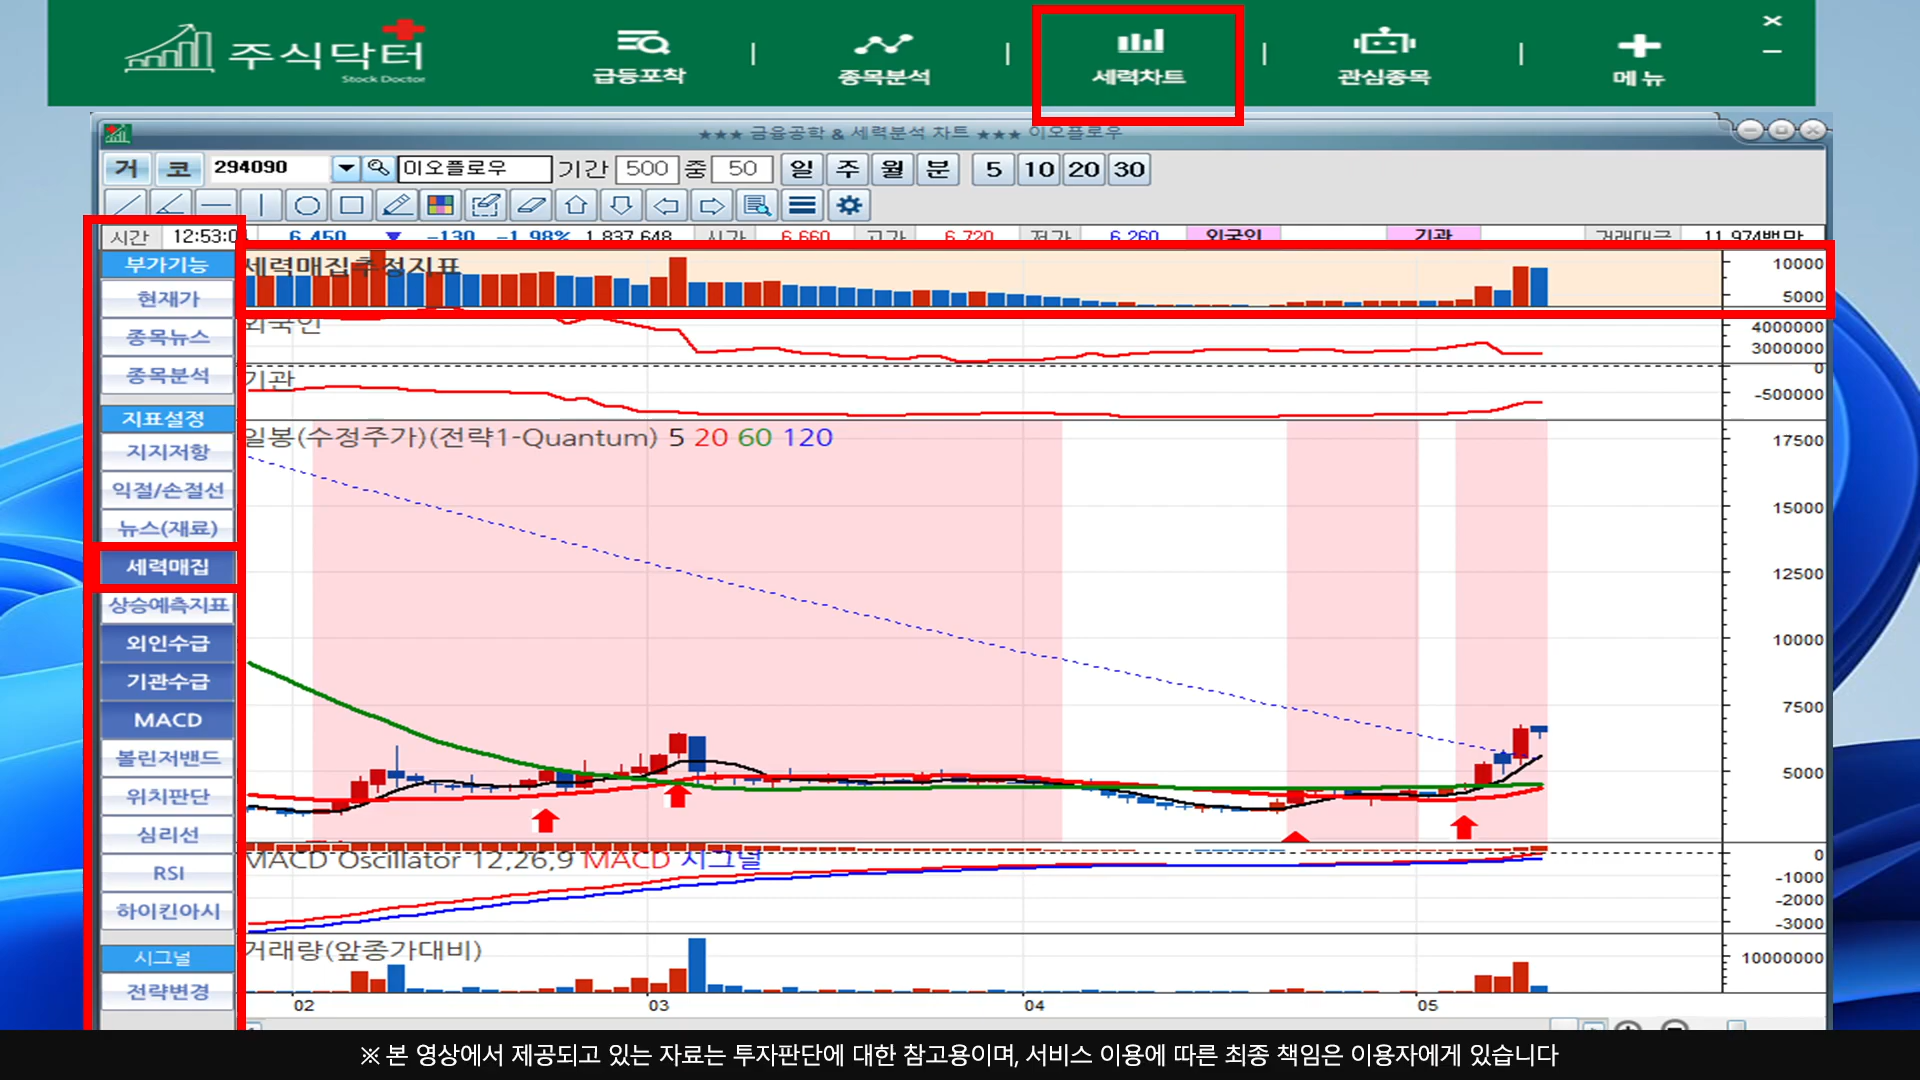 주식닥터
Stock Doctor
급등포착
종목분석
세력차트
관심종목
메뉴
★★★ 금융공학 & 세력분석 차트 ★★★ 이오플로우
거 코 294090 이오플로우 기간 500 중 50 일 주 월 분 5 10 20 30
시간 12:53:0 6,450 ▼ -130 -1.98% 1,837,648 시가 6,660 고가 6,720 저가 6,260 외국인 기관 거래대금 11,974백만
부가기능
현재가
종목뉴스
종목분석
지표설정
지지저항
익절/손절선
뉴스(재료)
세력매집
상승예측지표
외인수급
기관수급
MACD
볼린저밴드
위치판단
심리선
RSI
하이킨아시
시그널
전략변경
세력매집추정지표
10000
5000
외국인
4000000
3000000
기관
0
-500000
일봉(수정주가)(전략1-Quantum) 5 20 60 120
17500
15000
12500
10000
7500
5000
MACD Oscillator 12,26,9 MACD 시그널
0
-1000
-2000
-3000
거래량(앞종가대비)
10000000
02 03 04 05
※ 본 영상에서 제공되고 있는 자료는 투자판단에 대한 참고용이며, 서비스 이용에 따른 최종 책임은 이용자에게 있습니다